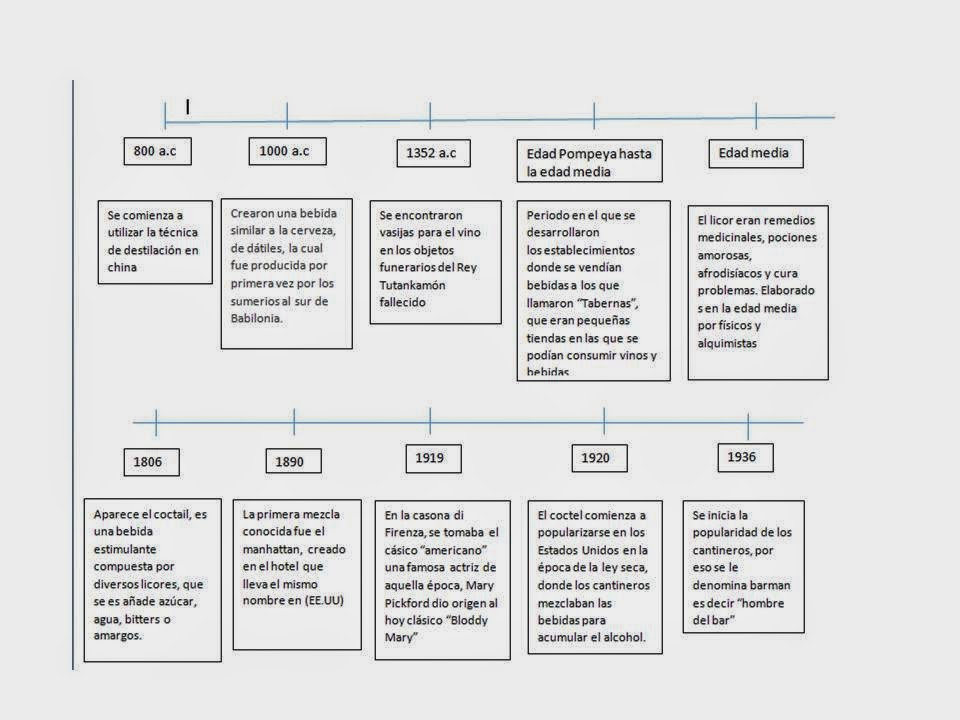 800 a.c
1000 a.c
1352 a.c
Edad Pompeya hasta
la edad media
Edad media
Se comienza a
utilizar la técnica
de destilación en
china
Crearon una bebida
similar a la cerveza,
de dátiles, la cual
fue producida por
primera vez por los
sumerios al sur de
Babilonia.
Se encontraron
vasijas para el vino
en los objetos
funerarios del Rey
Tutankamón
fallecido
Periodo en el que se
desarrollaron
los establecimientos
donde se vendían
bebidas a los que
llamaron “Tabernas”,
que eran pequeñas
tiendas en las que se
podían consumir vinos y
bebidas
El licor eran remedios
medicinales, pociones
amorosas,
afrodisíacos y cura
problemas. Elaborado
s en la edad media
por físicos y
alquimistas
1806
1890
1919
1920
1936
Aparece el coctail, es
una bebida
estimulante
compuesta por
diversos licores, que
se es añade azúcar,
agua, bitters o
amargos.
La primera mezcla
conocida fue el
manhattan, creado
en el hotel que
lleva el mismo
nombre en (EE.UU)
En la casona di
Firenza, se tomaba el
cásico “americano”
una famosa actriz de
aquella época, Mary
Pickford dio origen al
hoy clásico “Bloddy
Mary”
El coctel comienza a
popularizarse en los
Estados Unidos en la
época de la ley seca,
donde los cantineros
mezclaban las
bebidas para
acumular el alcohol.
Se inicia la
popularidad de los
cantineros, por
eso se le
denomina barman
es decir “hombre
del bar”